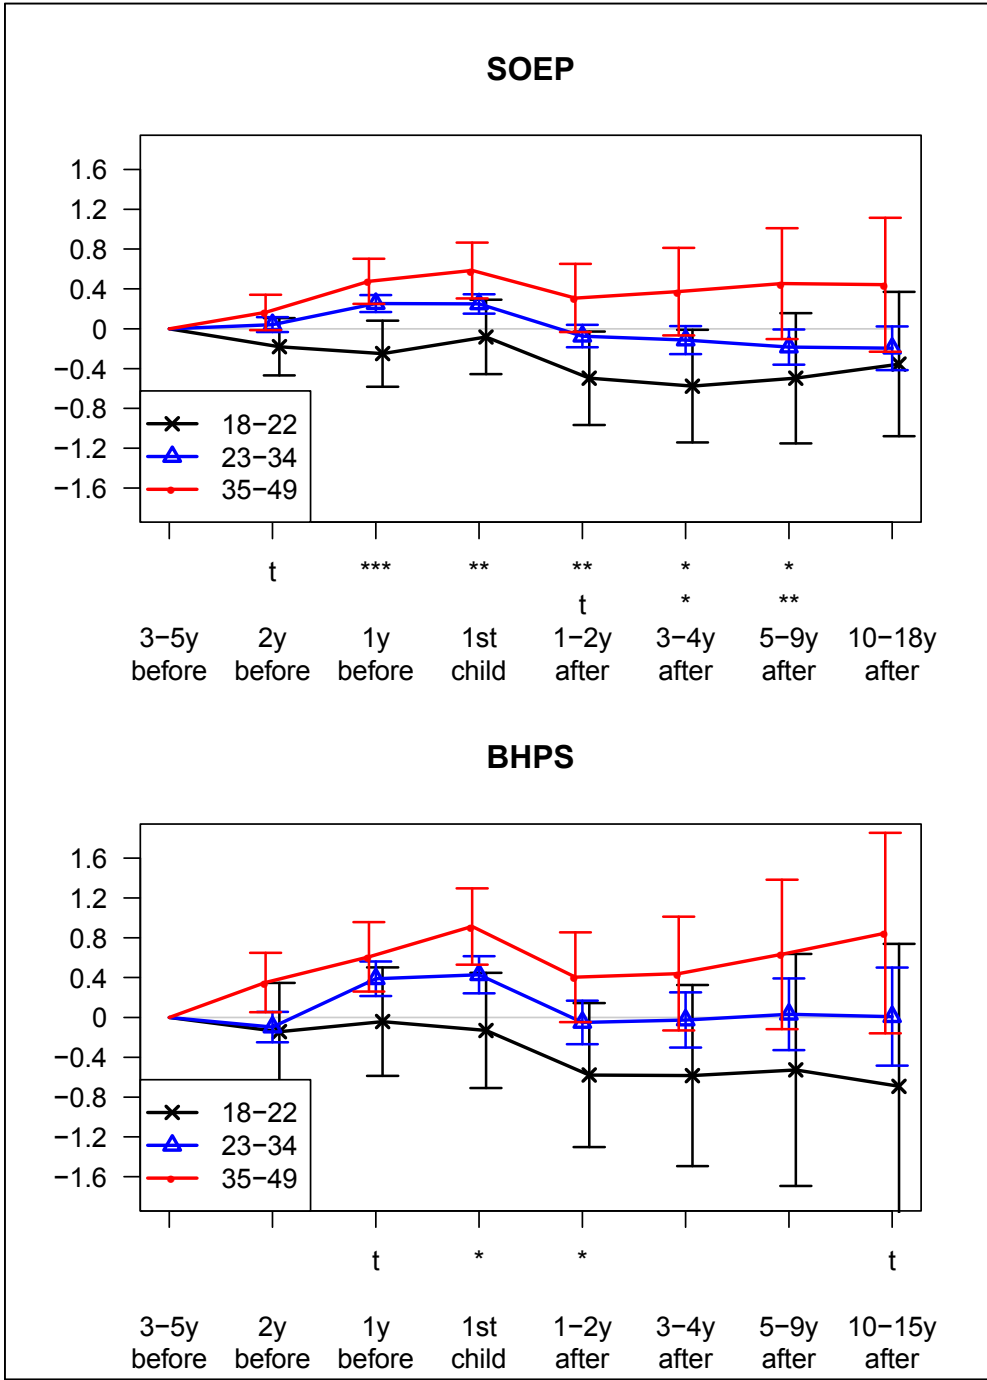 SOEP
1.6
1.2
0.8
0.4
0
−0.4
−0.8
−1.2
−1.6
18−22
23−34
35−49
t *** ** ** * *
t * **
3−5y 2y 1y 1st 1−2y 3−4y 5−9y 10−18y
before before before child after after after after
BHPS
1.6
1.2
0.8
0.4
0
−0.4
−0.8
−1.2
−1.6
18−22
23−34
35−49
t * * t
3−5y 2y 1y 1st 1−2y 3−4y 5−9y 10−15y
before before before child after after after after